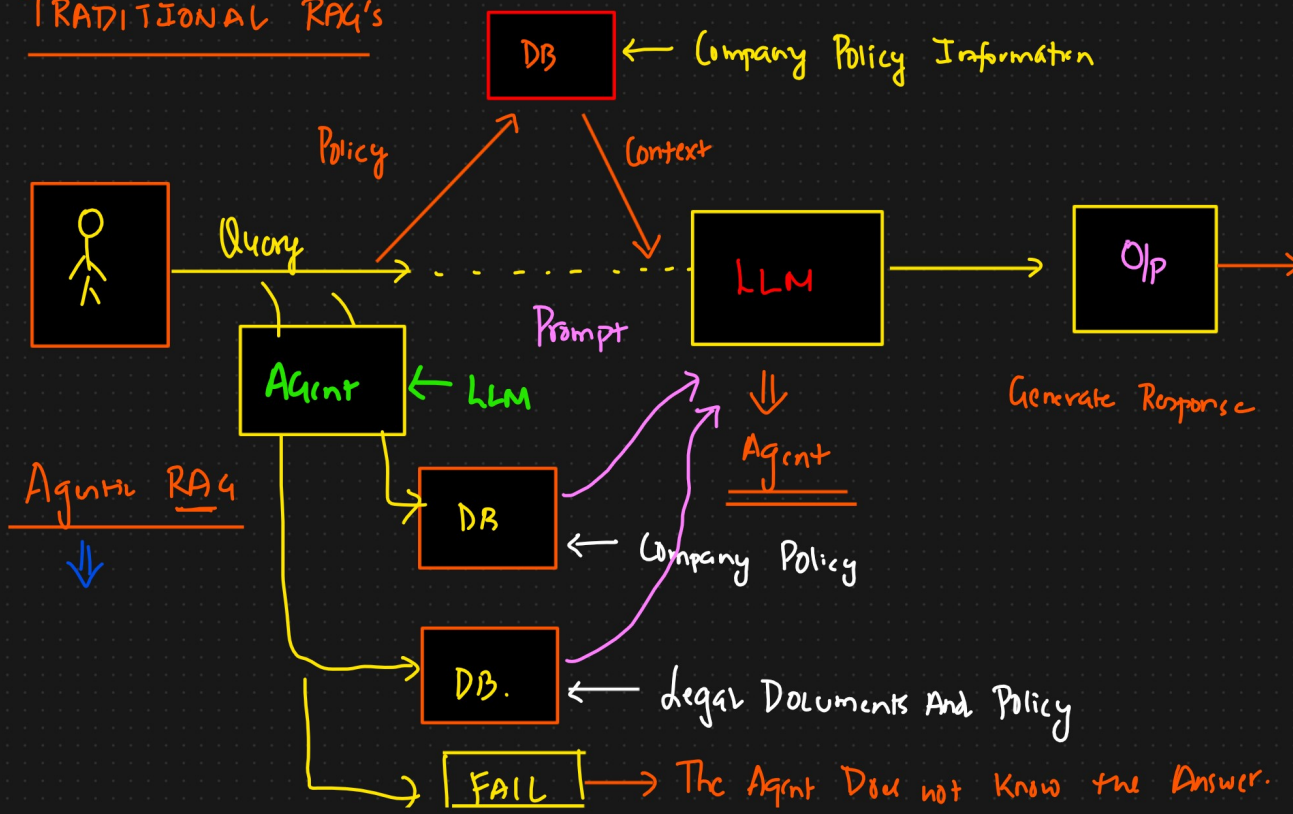 TRADITIONAL RAG's
DB
Company Policy Information
Policy
Context
Query
LLM
O/p
Prompt
Agent
LLM
Generate Response
Agent
Agentic RAG
DB
Company Policy
DB.
Legal Documents And Policy
FAIL
The Agent Does not Know the Answer.